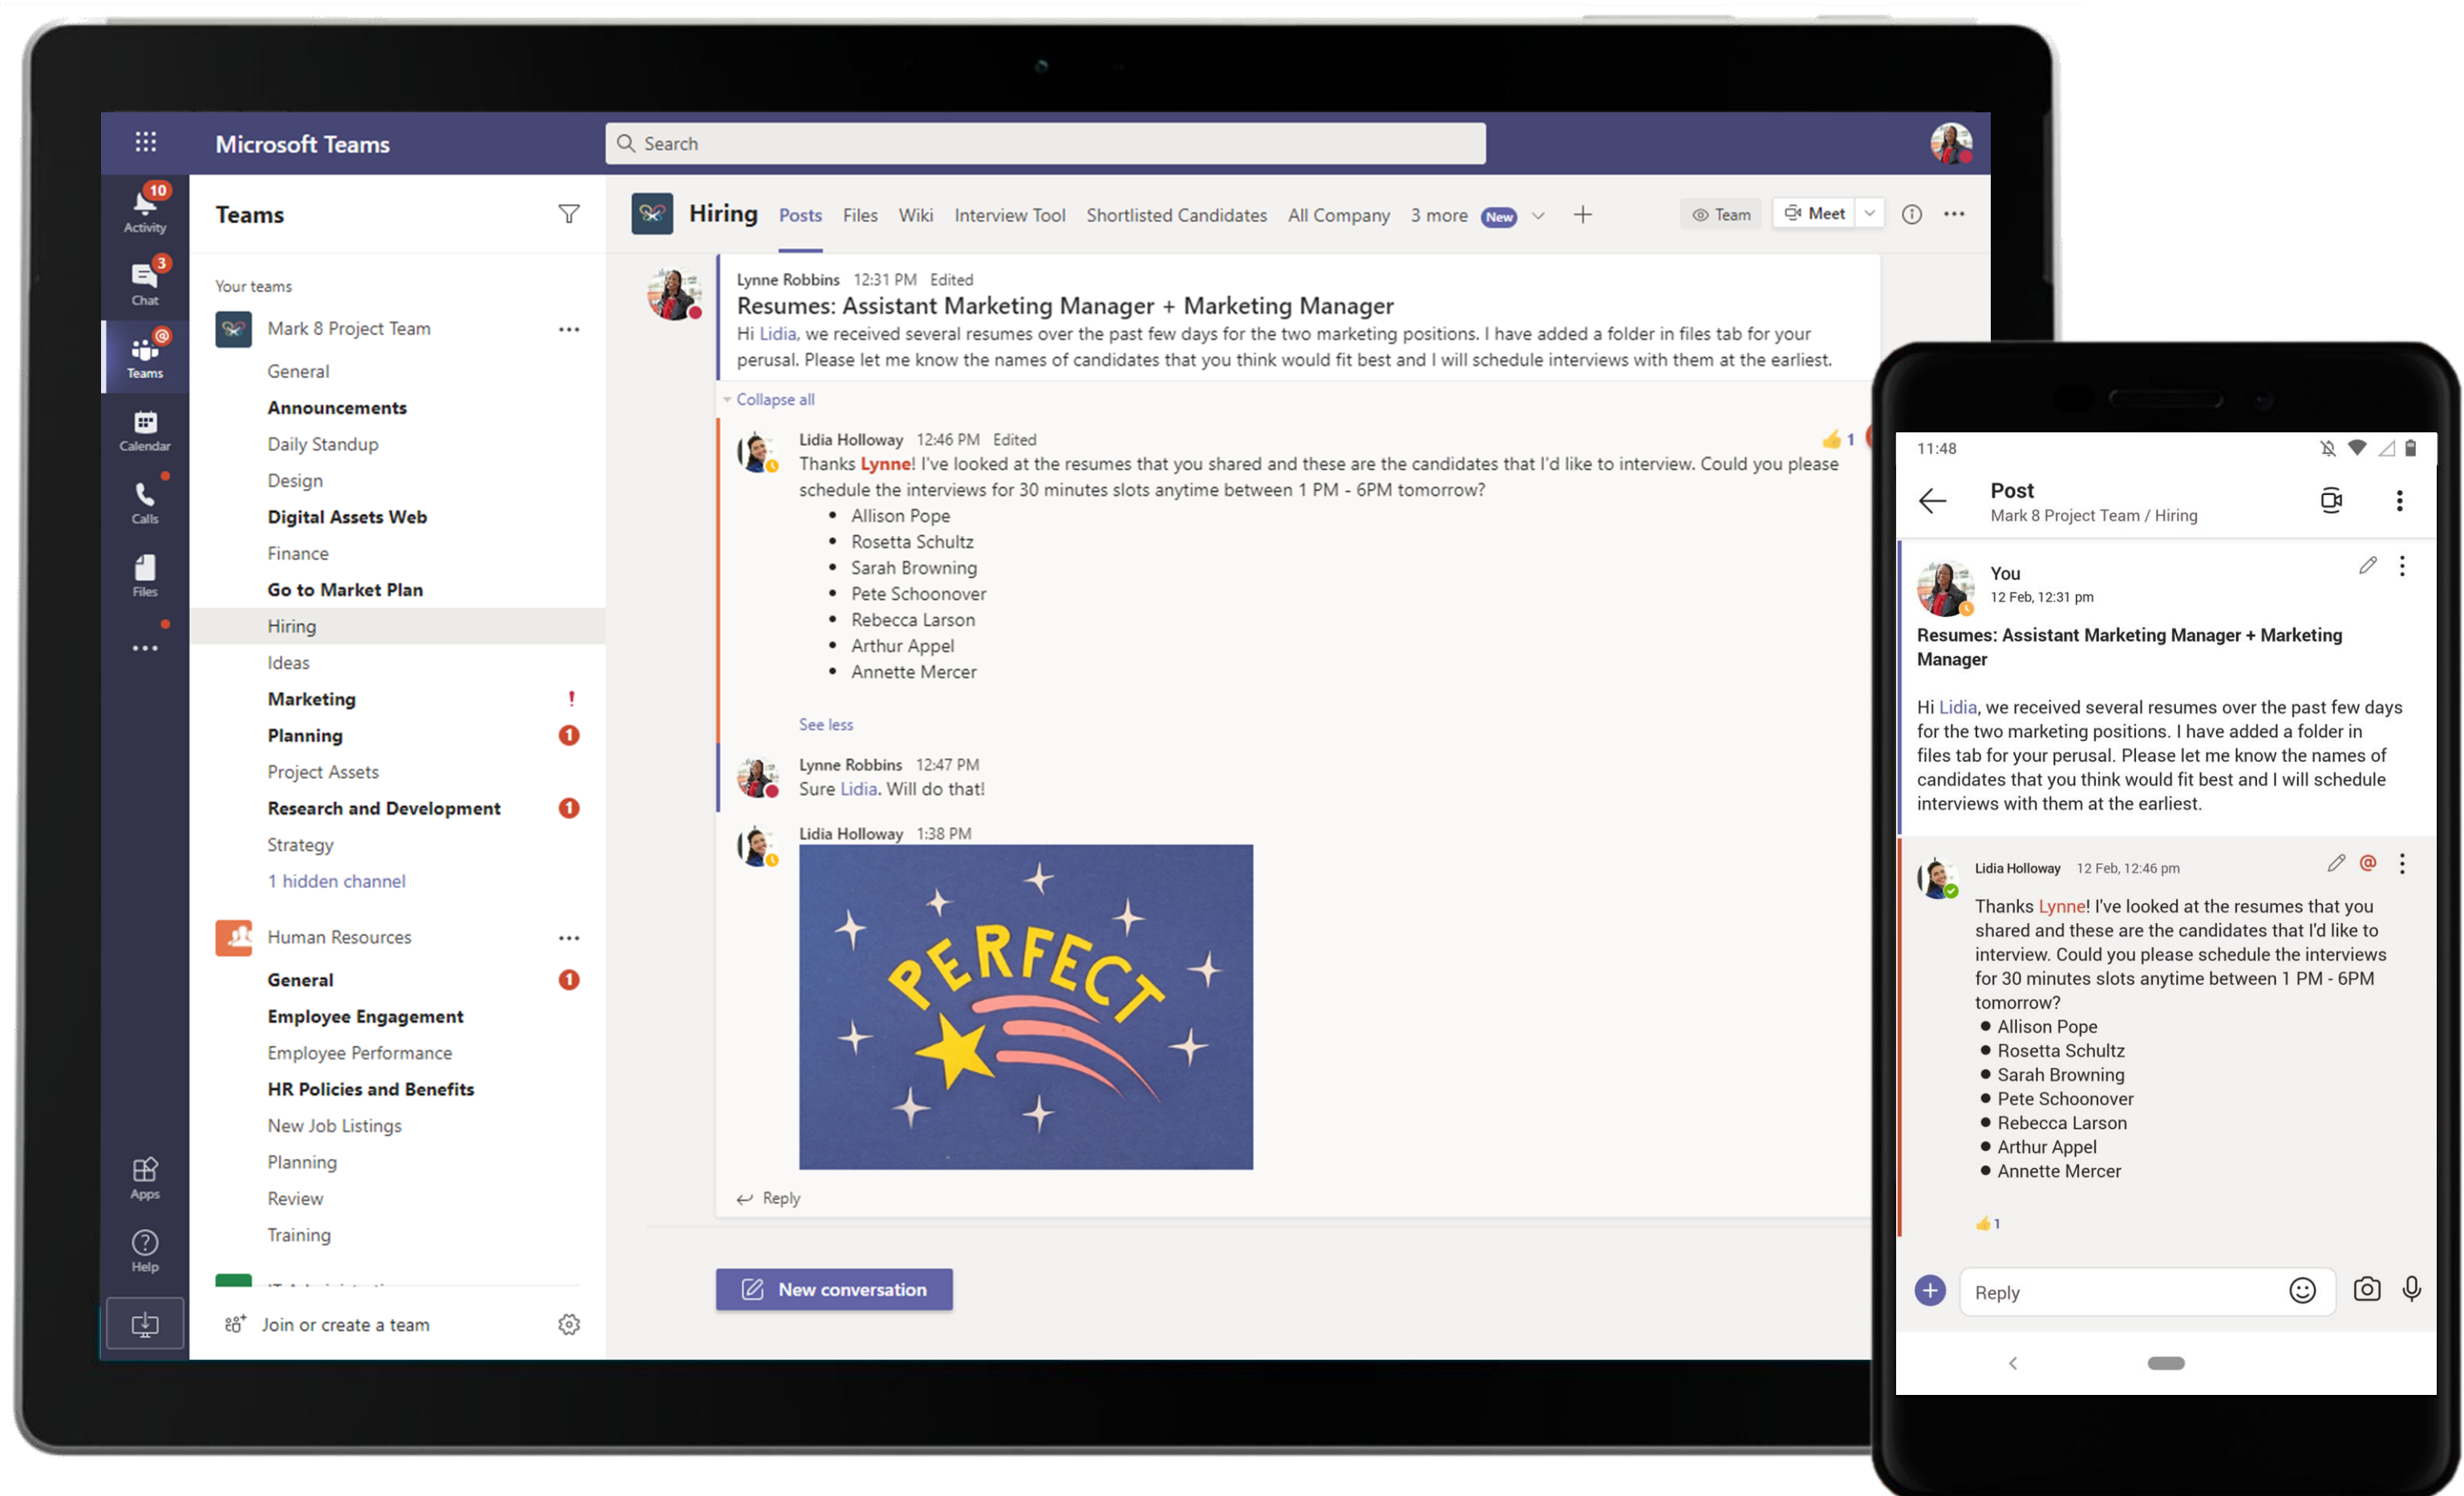 Microsoft Teams
Search
10
Activity
3
Chat
@
Teams
Calendar
Calls
Files
Apps
Help
Teams
Your teams
Mark 8 Project Team
General
Announcements
Daily Standup
Design
Digital Assets Web
Finance
Go to Market Plan
Hiring
Ideas
Marketing !
Planning 1
Project Assets
Research and Development 1
Strategy
1 hidden channel
Human Resources
General 1
Employee Engagement
Employee Performance
HR Policies and Benefits
New Job Listings
Planning
Review
Training
Join or create a team
Hiring Posts Files Wiki Interview Tool Shortlisted Candidates All Company 3 more New Team Meet
Lynne Robbins 12:31 PM Edited
Resumes: Assistant Marketing Manager + Marketing Manager
Hi Lidia, we received several resumes over the past few days for the two marketing positions. I have added a folder in files tab for your
perusal. Please let me know the names of candidates that you think would fit best and I will schedule interviews with them at the earliest.
Collapse all
Lidia Holloway 12:46 PM Edited 👍 1
Thanks Lynne! I've looked at the resumes that you shared and these are the candidates that I'd like to interview. Could you please
schedule the interviews for 30 minutes slots anytime between 1 PM - 6PM tomorrow?
• Allison Pope
• Rosetta Schultz
• Sarah Browning
• Pete Schoonover
• Rebecca Larson
• Arthur Appel
• Annette Mercer
See less
Lynne Robbins 12:47 PM
Sure Lidia. Will do that!
Lidia Holloway 1:38 PM
PERFECT
Reply
New conversation
11:48
Post
Mark 8 Project Team / Hiring
You
12 Feb, 12:31 pm
Resumes: Assistant Marketing Manager + Marketing
Manager
Hi Lidia, we received several resumes over the past few days
for the two marketing positions. I have added a folder in
files tab for your perusal. Please let me know the names of
candidates that you think would fit best and I will schedule
interviews with them at the earliest.
Lidia Holloway 12 Feb, 12:46 pm @
Thanks Lynne! I've looked at the resumes that you
shared and these are the candidates that I'd like to
interview. Could you please schedule the interviews
for 30 minutes slots anytime between 1 PM - 6PM
tomorrow?
• Allison Pope
• Rosetta Schultz
• Sarah Browning
• Pete Schoonover
• Rebecca Larson
• Arthur Appel
• Annette Mercer
👍 1
Reply